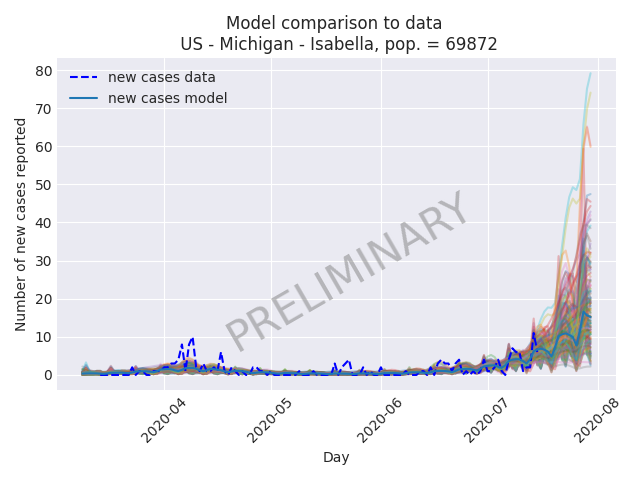 Model comparison to data
US - Michigan - Isabella, pop. = 69872
new cases data
new cases model
Number of new cases reported
80
70
60
50
40
30
20
10
0
PRELIMINARY
2020-04
2020-05
2020-06
2020-07
2020-08
Day